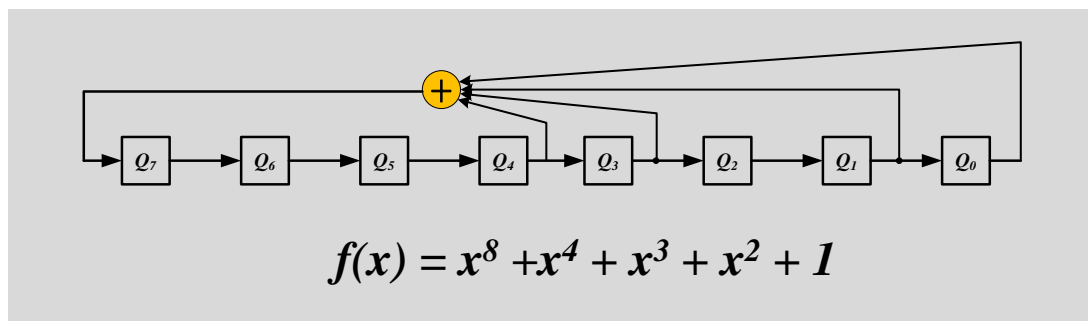 +
Q₇ Q₆ Q₅ Q₄ Q₃ Q₂ Q₁ Q₀
f(x) = x⁸ +x⁴ + x³ + x² + 1